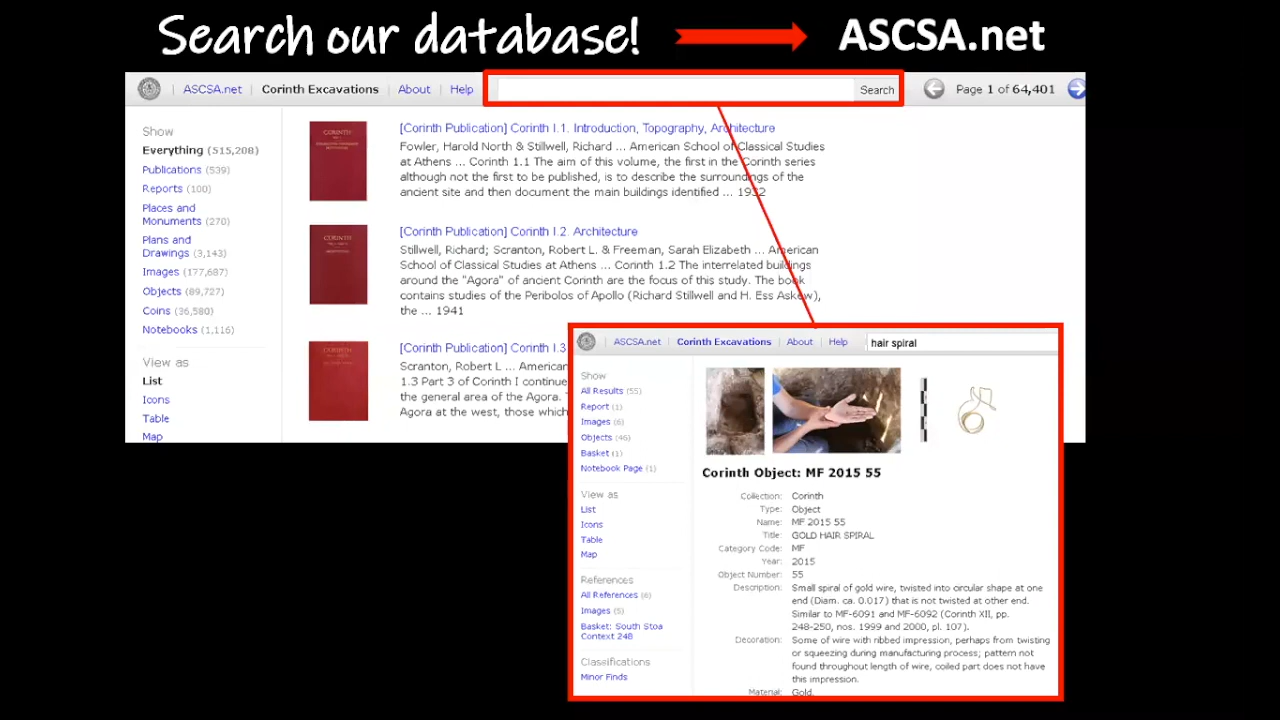 Search our database! ASCSA.net
ASCSA.net Corinth Excavations About Help Search Page 1 of 64,401
Show
Everything (515,208)
Publications (539)
Reports (100)
Places and
Monuments (270)
Plans and
Drawings (3,143)
Images (177,687)
Objects (89,727)
Coins (36,580)
Notebooks (1,116)
View as
List
Icons
Table
Map
CORINTH
[Corinth Publication] Corinth I.1. Introduction, Topography, Architecture
Fowler, Harold North & Stillwell, Richard ... American School of Classical Studies
at Athens ... Corinth 1.1 The aim of this volume, the first in the Corinth series
although not the first to be published, is to describe the surroundings of the
ancient site and then document the main buildings identified ... 1932
CORINTH
[Corinth Publication] Corinth I.2. Architecture
Stillwell, Richard; Scranton, Robert L. & Freeman, Sarah Elizabeth ... American
School of Classical Studies at Athens ... Corinth 1.2 The interrelated buildings
around the "Agora" of ancient Corinth are the focus of this study. The book
contains studies of the Peribolos of Apollo (Richard Stillwell and H. Ess Askew),
the ... 1941
CORINTH
[Corinth Publication] Corinth I.3
Scranton, Robert L ... American
1.3 Part 3 of Corinth I continue
the general area of the Agora. T
Agora at the west, those which
ASCSA.net Corinth Excavations About Help hair spiral
Show
All Results (55)
Report (1)
Images (6)
Objects (46)
Basket (1)
Notebook Page (1)
View as
List
Icons
Table
Map
References
All References (6)
Images (5)
Basket: South Stoa
Context 248
Classifications
Minor Finds
Corinth Object: MF 2015 55
Collection: Corinth
Type: Object
Name: MF 2015 55
Title: GOLD HAIR SPIRAL
Category Code: MF
Year: 2015
Object Number: 55
Description: Small spiral of gold wire, twisted into circular shape at one
end (Diam. ca. 0.017) that is not twisted at other end.
Similar to MF-6091 and MF-6092 (Corinth XII, pp.
248-250, nos. 1999 and 2000, pl. 107).
Decoration: Some of wire with ribbed impression, perhaps from twisting
or squeezing during manufacturing process; pattern not
found throughout length of wire, coiled part does not have
this impression.
Material: Gold.